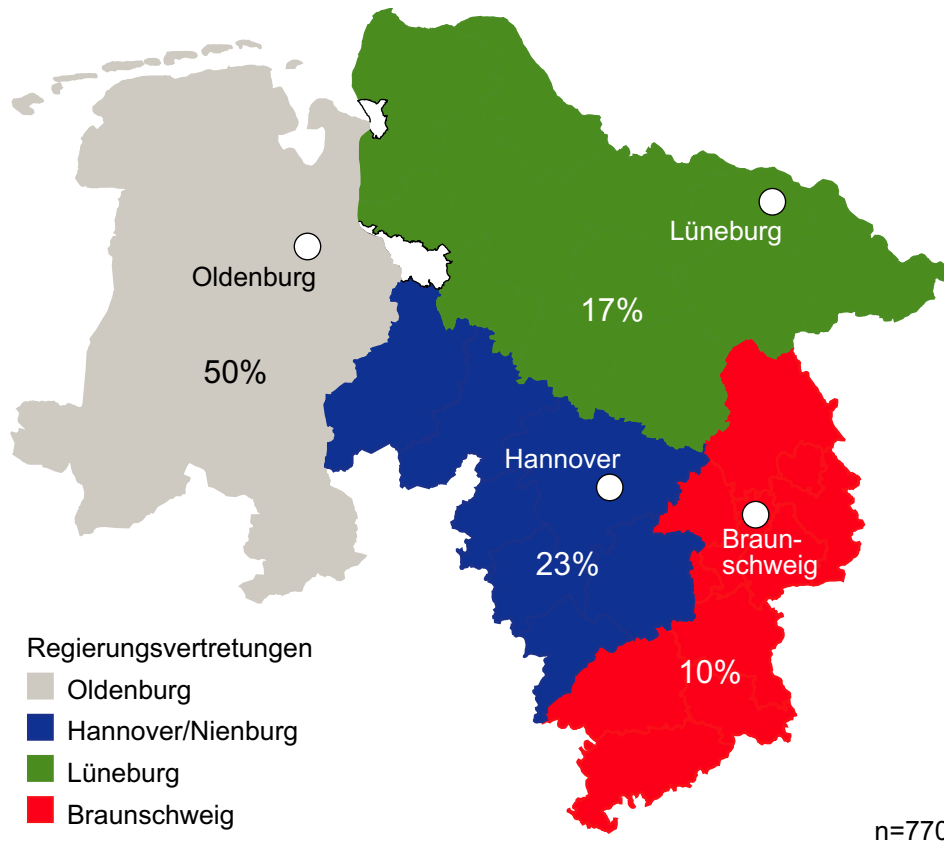 Lüneburg
Oldenburg
17%
50%
Hannover
Braun-
schweig
23%
10%
Regierungsvertretungen
Oldenburg
Hannover/Nienburg
Lüneburg
Braunschweig
n=770